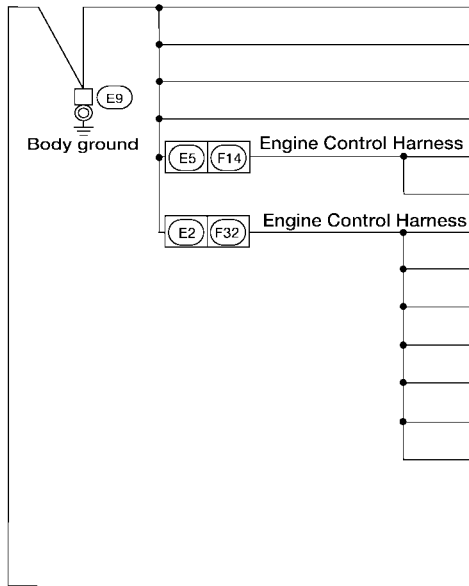 E9
Body ground
E5 F14 Engine Control Harness
E2 F32 Engine Control Harness